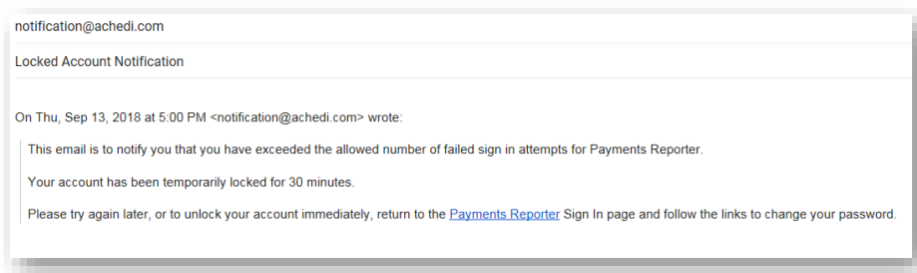 notification@achedi.com
Locked Account Notification
On Thu, Sep 13, 2018 at 5:00 PM <notification@achedi.com> wrote:
This email is to notify you that you have exceeded the allowed number of failed sign in attempts for Payments Reporter.
Your account has been temporarily locked for 30 minutes.
Please try again later, or to unlock your account immediately, return to the Payments Reporter Sign In page and follow the links to change your password.